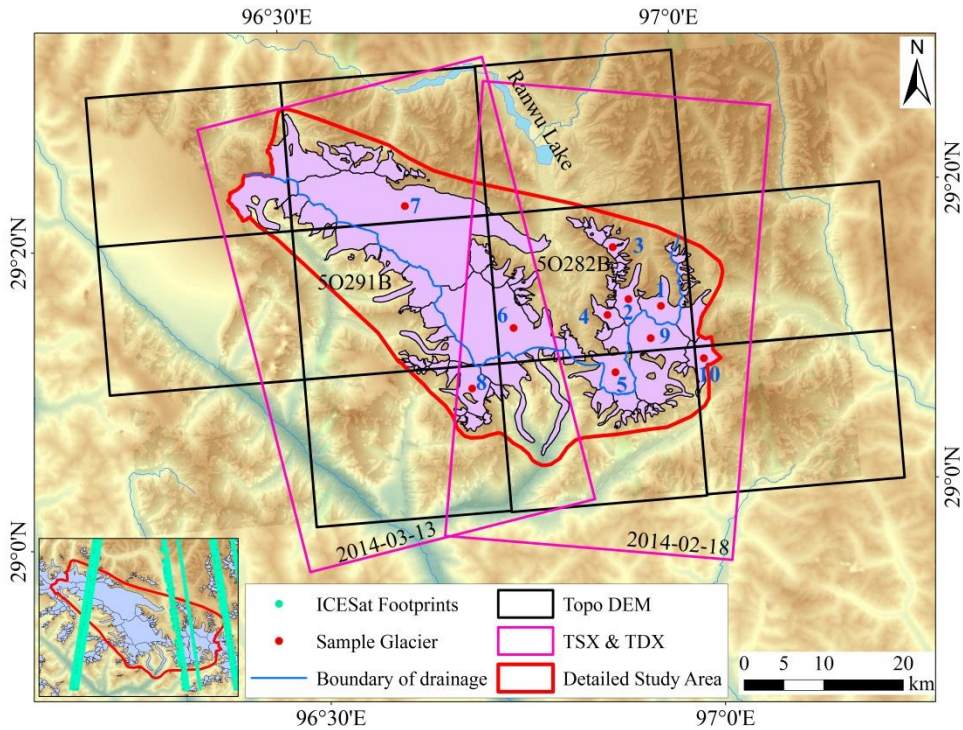 96°30'E 97°0'E
N
Ranwu Lake
29°20'N
29°20'N
7
3
5O282B
5O291B
1
2
4
6
9
10
5
8
29°0'N
29°0'N
2014-03-13
2014-02-18
ICESat Footprints
Topo DEM
Sample Glacier
TSX & TDX
Boundary of drainage
Detailed Study Area
0 5 10 20
km
96°30'E 97°0'E